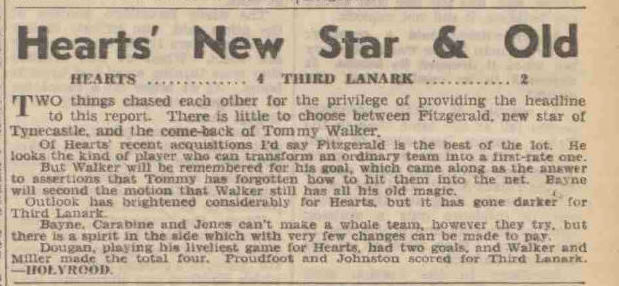 Hearts' New Star & Old
HEARTS .............. 4 THIRD LANARK ............ 2
TWO things chased each other for the privilege of providing the headline
to this report. There is little to choose between Fitzgerald, new star of
Tynecastle, and the come-back of Tommy Walker.
Of Hearts' recent acquisitions I'd say Fitzgerald is the best of the lot. He
looks the kind of player who can transform an ordinary team into a first-rate one.
But Walker will be remembered for his goal, which came along as the answer
to assertions that Tommy has forgotten how to hit them into the net. Bayne
will second the motion that Walker still has all his old magic.
Outlook has brightened considerably for Hearts, but it has gone darker for
Third Lanark.
Bayne, Carabine and Jones can't make a whole team, however they try, but
there is a spirit in the side which with very few changes can be made to pay.
Dougan, playing his liveliest game for Hearts, had two goals, and Walker and
Miller made the total four. Proudfoot and Johnston scored for Third Lanark.
—HOLYROOD.